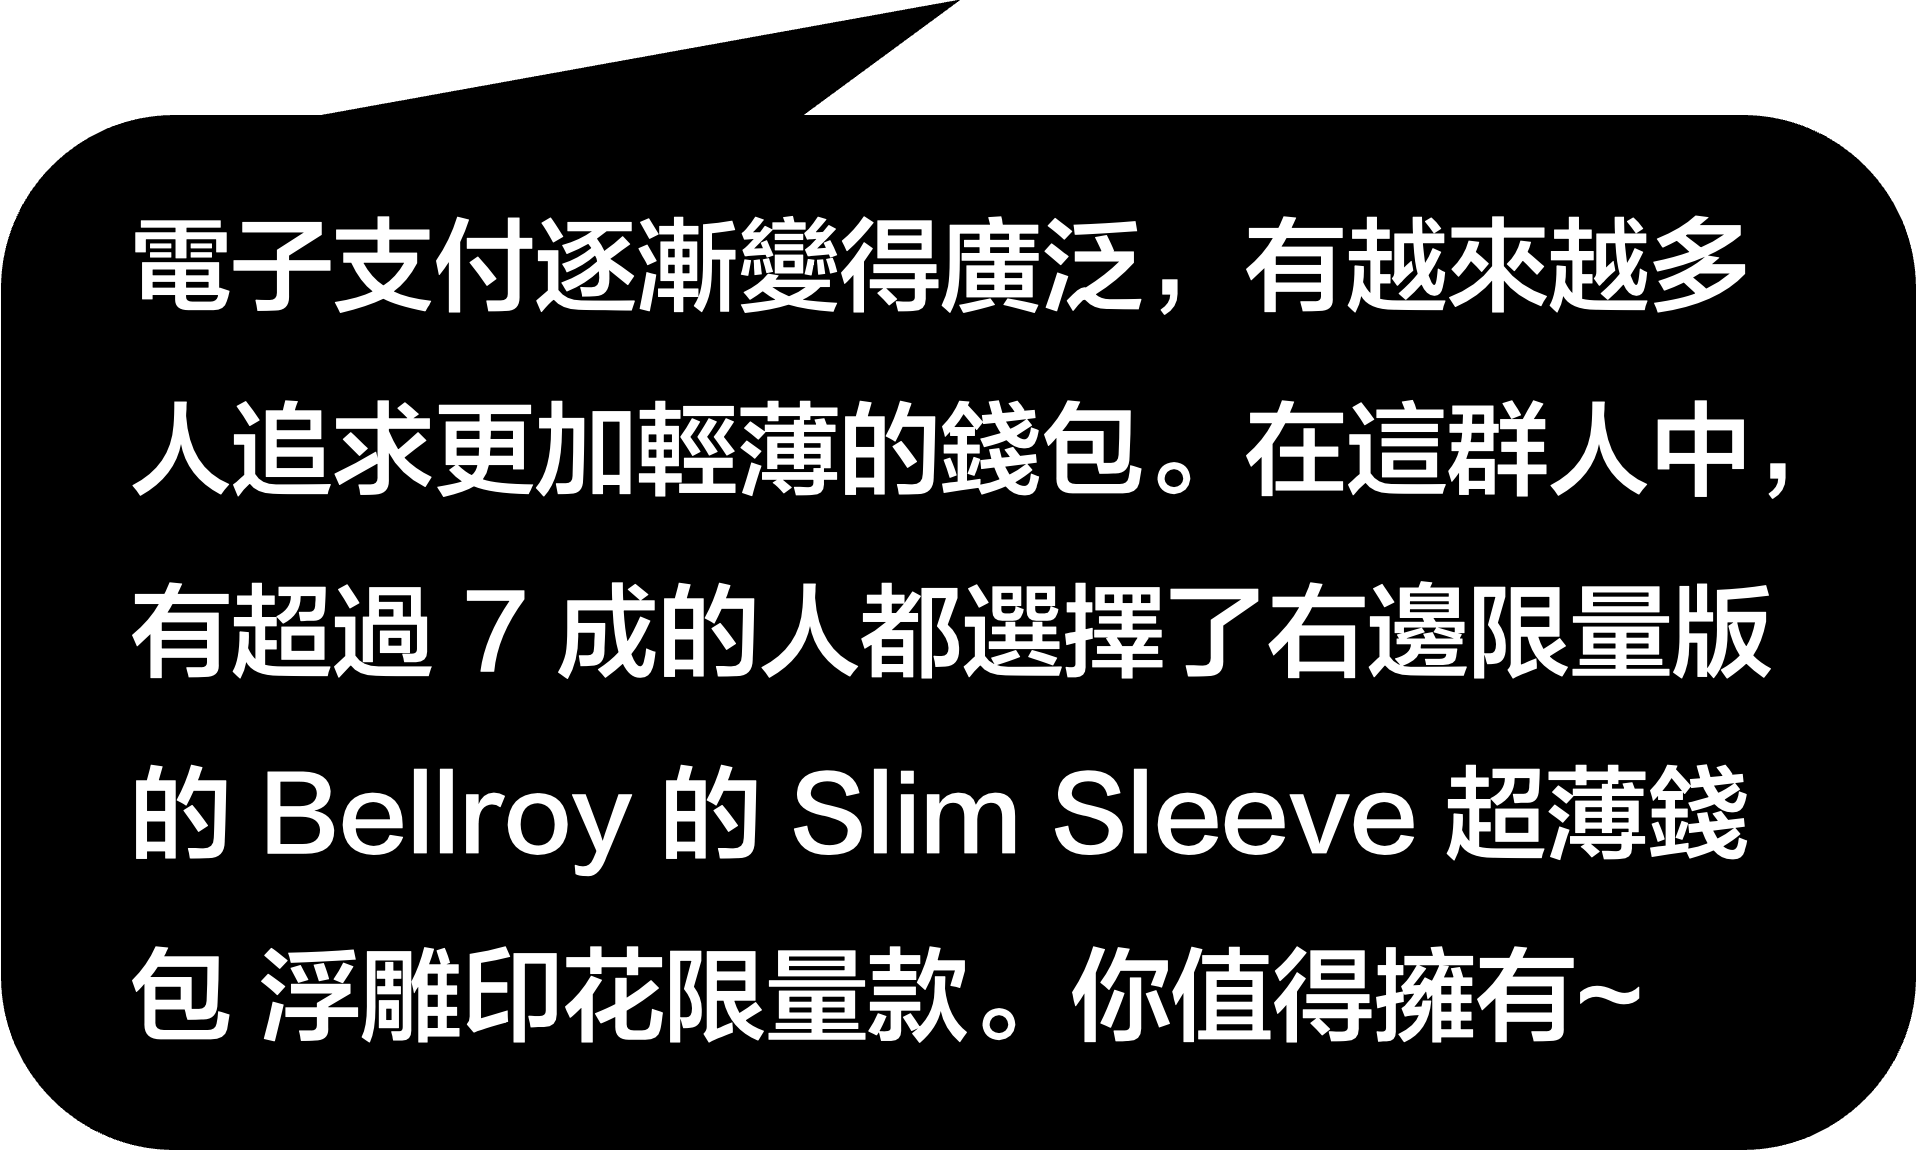 電子支付逐漸變得廣泛，有越來越多
人追求更加輕薄的錢包。在這群人中，
有超過 7 成的人都選擇了右邊限量版
的 Bellroy 的 Slim Sleeve 超薄錢
包 浮雕印花限量款。你值得擁有~